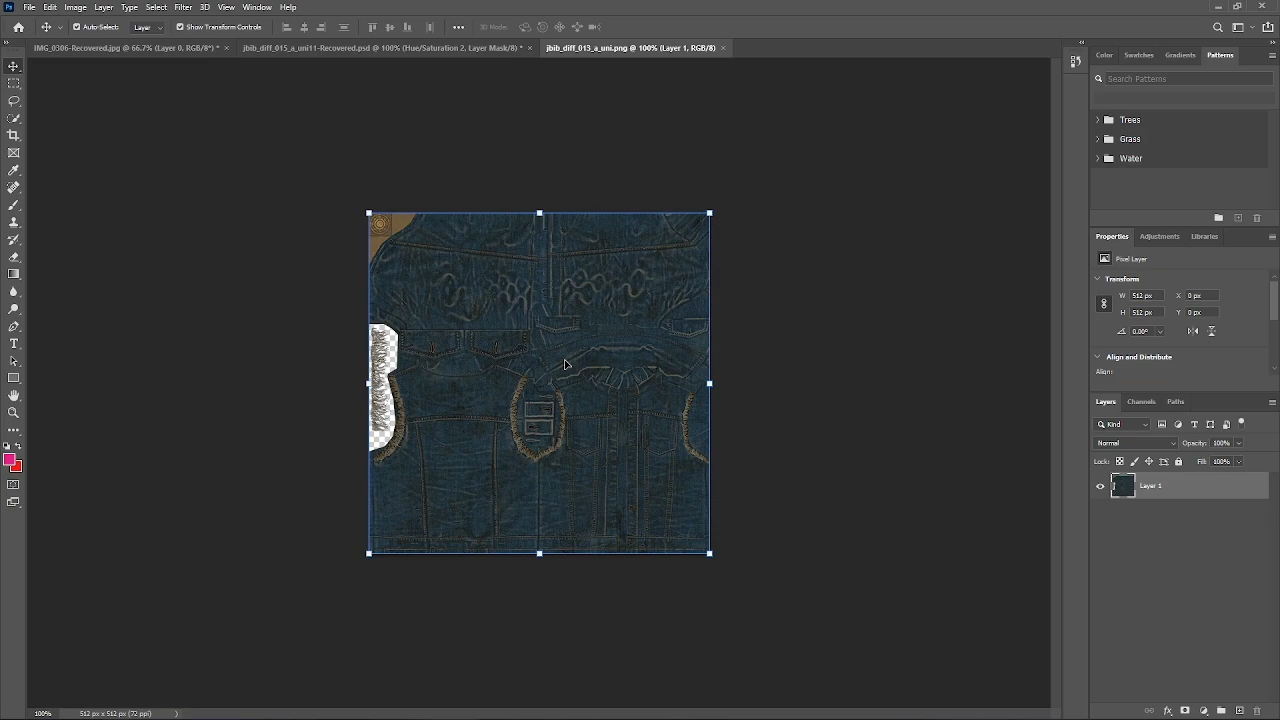 File Edit Image Layer Type Select Filter 3D View Window Help
Auto-Select: Layer Show Transform Controls 3D Mode:
IMG_0306-Recovered.jpg @ 66.7% (Layer 0, RGB/8*) * × jbib_diff_015_a_uni11-Recovered.psd @ 100% (Hue/Saturation 2, Layer Mask/8) * × jbib_diff_013_a_uni.png @ 100% (Layer 1, RGB/8) ×
Color Swatches Gradients Patterns
Search Patterns
Trees
Grass
Water
Properties Adjustments Libraries
Pixel Layer
Transform
W 512 px X 0 px
H 512 px Y 0 px
0.00°
Align and Distribute
Align:
Layers Channels Paths
Kind
Normal Opacity: 100%
Lock: Fill: 100%
Layer 1
100% 512 px x 512 px (72 ppi)